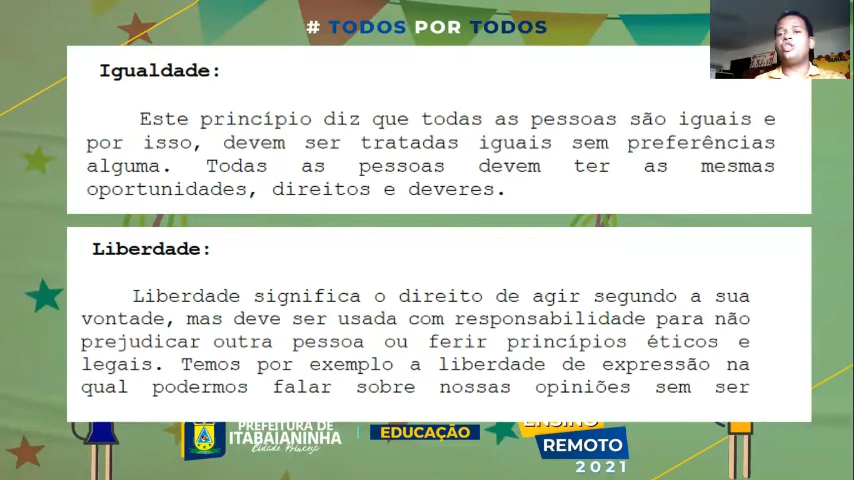 # TODOS POR TODOS
Igualdade:
Este princípio diz que todas as pessoas são iguais e
por isso, devem ser tratadas iguais sem preferências
alguma. Todas as pessoas devem ter as mesmas
oportunidades, direitos e deveres.
Liberdade:
Liberdade significa o direito de agir segundo a sua
vontade, mas deve ser usada com responsabilidade para não
prejudicar outra pessoa ou ferir princípios éticos e
legais. Temos por exemplo a liberdade de expressão na
qual podermos falar sobre nossas opiniões sem ser
PREFEITURA DE
ITABAIANINHA
Cidade Princesa
EDUCAÇÃO
ENSINO
REMOTO
2021